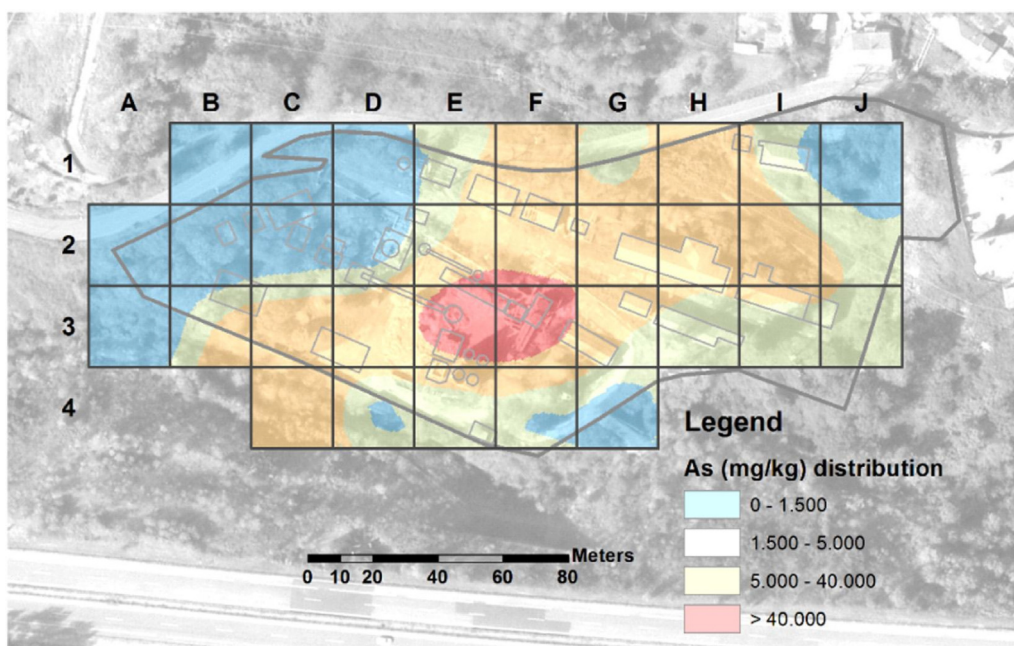 A B C D E F G H I J
1
2
3
4
Legend
As (mg/kg) distribution
0 - 1.500
1.500 - 5.000
5.000 - 40.000
> 40.000
Meters
0 10 20 40 60 80